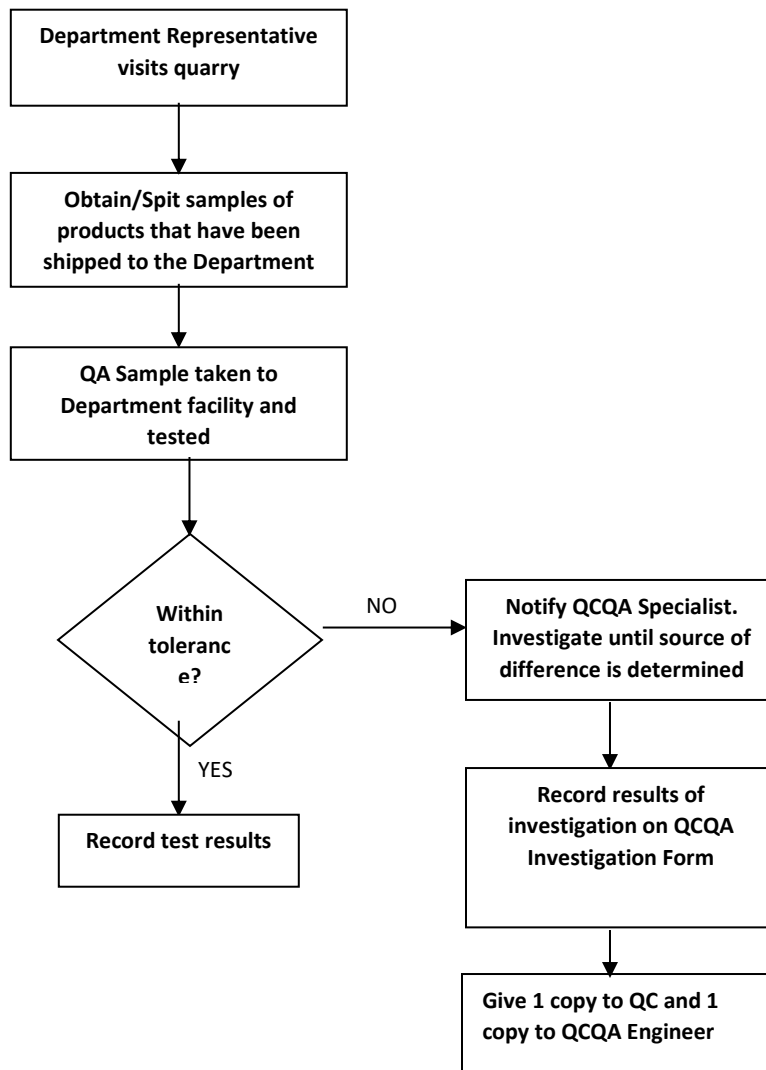 Department Representative
visits quarry
Obtain/Spit samples of
products that have been
shipped to the Department
QA Sample taken to
Department facility and
tested
Within
toleranc
e?
NO
Notify QCQA Specialist.
Investigate until source of
difference is determined
YES
Record test results
Record results of
investigation on QCQA
Investigation Form
Give 1 copy to QC and 1
copy to QCQA Engineer